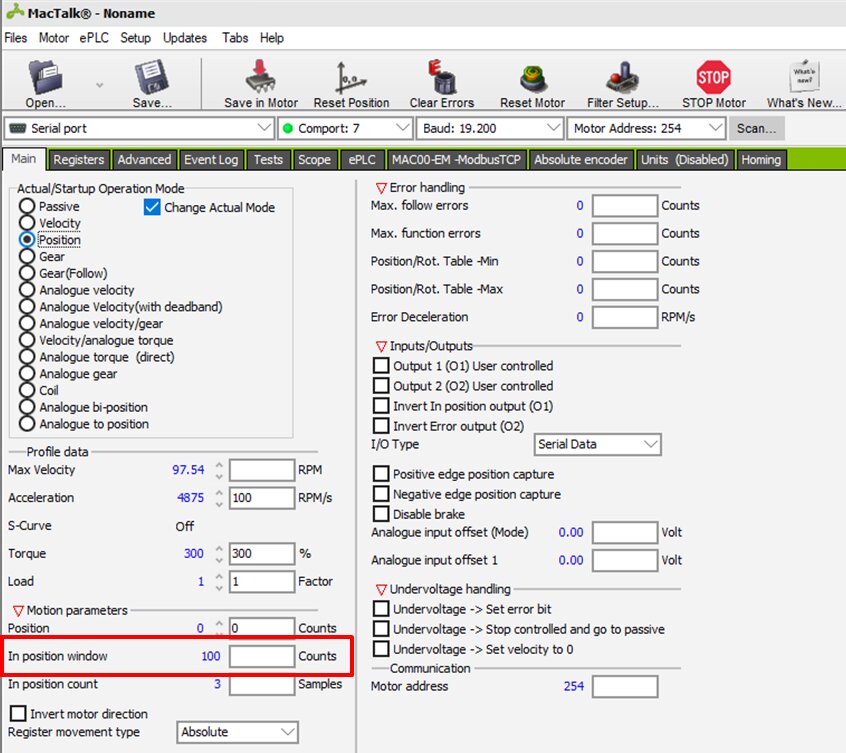 MacTalk® - Noname
Files Motor ePLC Setup Updates Tabs Help
Open... Save... Save in Motor Reset Position Clear Errors Reset Motor Filter Setup... STOP Motor What's New...
STOP
What's new?
Serial port Comport: 7 Baud: 19.200 Motor Address: 254 Scan...
Main Registers Advanced Event Log Tests Scope ePLC MAC00-EM -ModbusTCP Absolute encoder Units (Disabled) Homing
Actual/Startup Operation Mode
Passive Change Actual Mode
Velocity
Position
Gear
Gear(Follow)
Analogue velocity
Analogue Velocity(with deadband)
Analogue velocity/gear
Velocity/analogue torque
Analogue torque (direct)
Analogue gear
Coil
Analogue bi-position
Analogue to position
Profile data
Max Velocity 97.54 RPM
Acceleration 4875 100 RPM/s
S-Curve Off
Torque 300 300 %
Load 1 1 Factor
Motion parameters
Position 0 0 Counts
In position window 100 Counts
In position count 3 Samples
Invert motor direction
Register movement type Absolute
Error handling
Max. follow errors 0 Counts
Max. function errors 0 Counts
Position/Rot. Table -Min 0 Counts
Position/Rot. Table -Max 0 Counts
Error Deceleration 0 RPM/s
Inputs/Outputs
Output 1 (O1) User controlled
Output 2 (O2) User controlled
Invert In position output (O1)
Invert Error output (O2)
I/O Type Serial Data
Positive edge position capture
Negative edge position capture
Disable brake
Analogue input offset (Mode) 0.00 Volt
Analogue input offset 1 0.00 Volt
Undervoltage handling
Undervoltage -> Set error bit
Undervoltage -> Stop controlled and go to passive
Undervoltage -> Set velocity to 0
Communication
Motor address 254